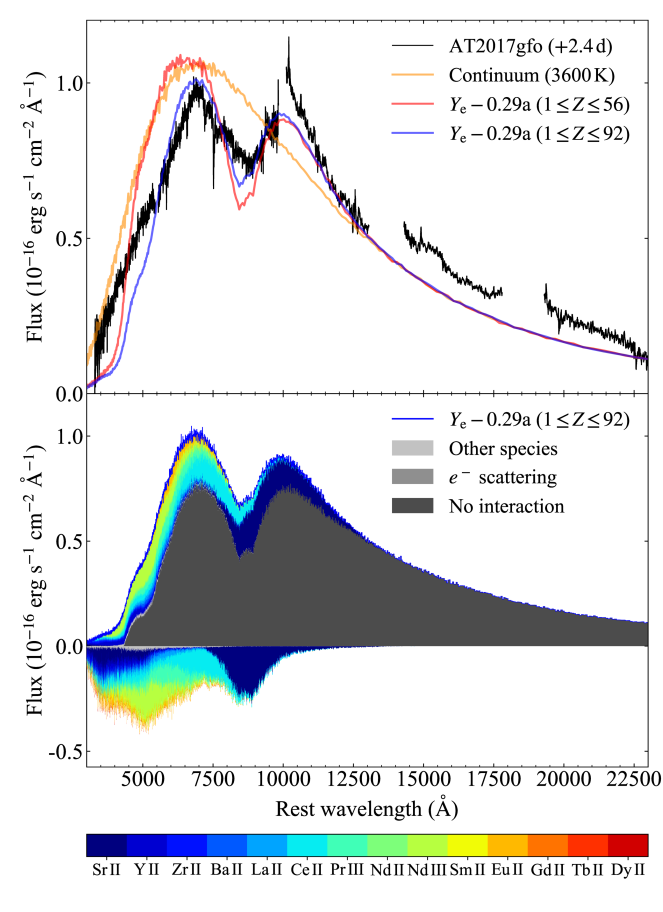 AT2017gfo (+2.4 d)
Continuum (3600 K)
Yₑ − 0.29a (1 ≤ Z ≤ 56)
Yₑ − 0.29a (1 ≤ Z ≤ 92)
1.0
0.5
0.0
Flux (10⁻¹⁶ erg s⁻¹ cm⁻² Å⁻¹)
Yₑ − 0.29a (1 ≤ Z ≤ 92)
Other species
e⁻ scattering
No interaction
1.0
0.5
0.0
-0.5
Flux (10⁻¹⁶ erg s⁻¹ cm⁻² Å⁻¹)
5000 7500 10000 12500 15000 17500 20000 22500
Rest wavelength (Å)
Sr II Y II Zr II Ba II La II Ce II Pr III Nd II Nd III Sm II Eu II Gd II Tb II Dy II